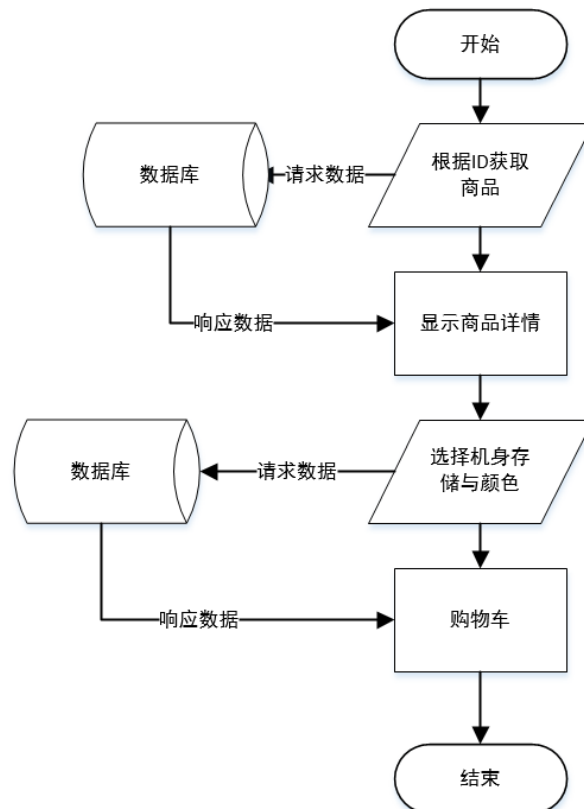 开始
根据ID获取
商品
请求数据
数据库
响应数据
显示商品详情
选择机身存
储与颜色
请求数据
数据库
响应数据
购物车
结束